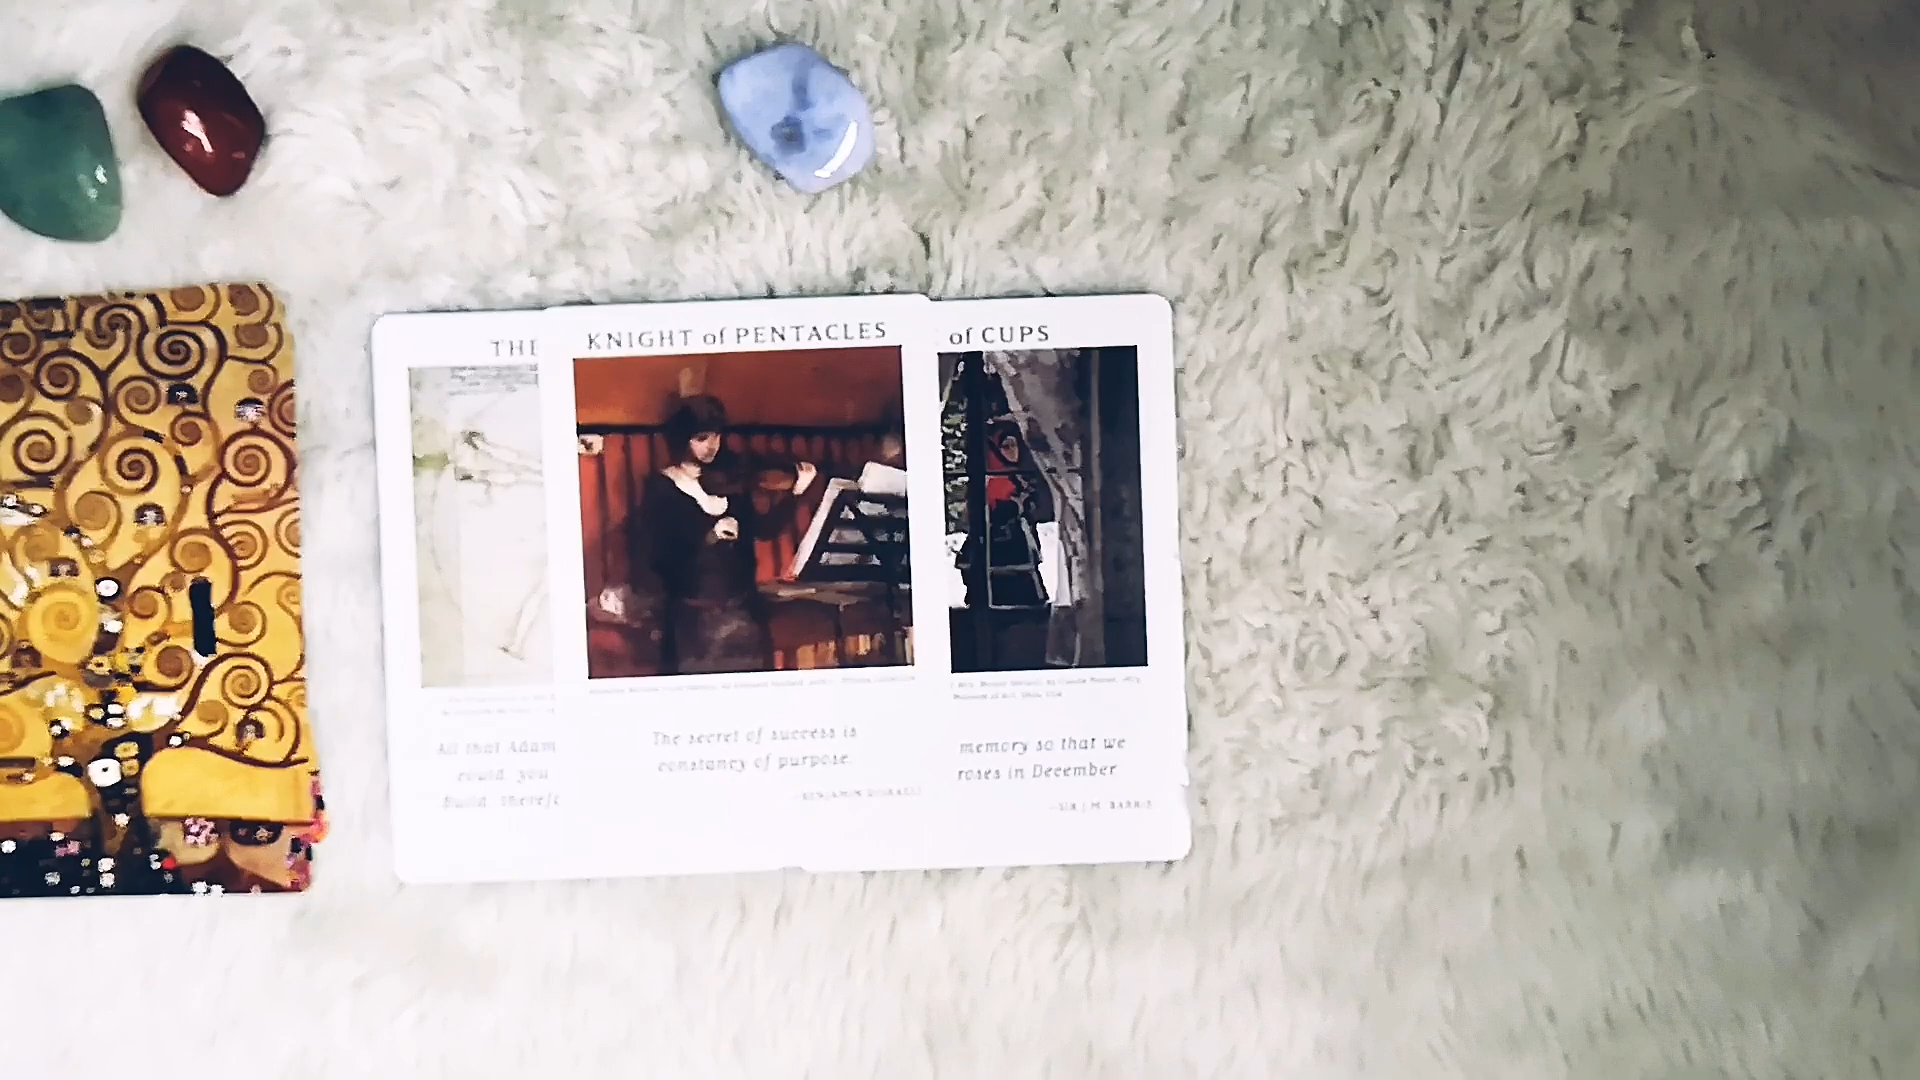 THE
KNIGHT of PENTACLES
of CUPS
All that Adam
could, you
Build, therefo
The secret of success is
constancy of purpose.
—BENJAMIN DISRAELI
memory so that we
roses in December
—SIR J.M. BARRIE